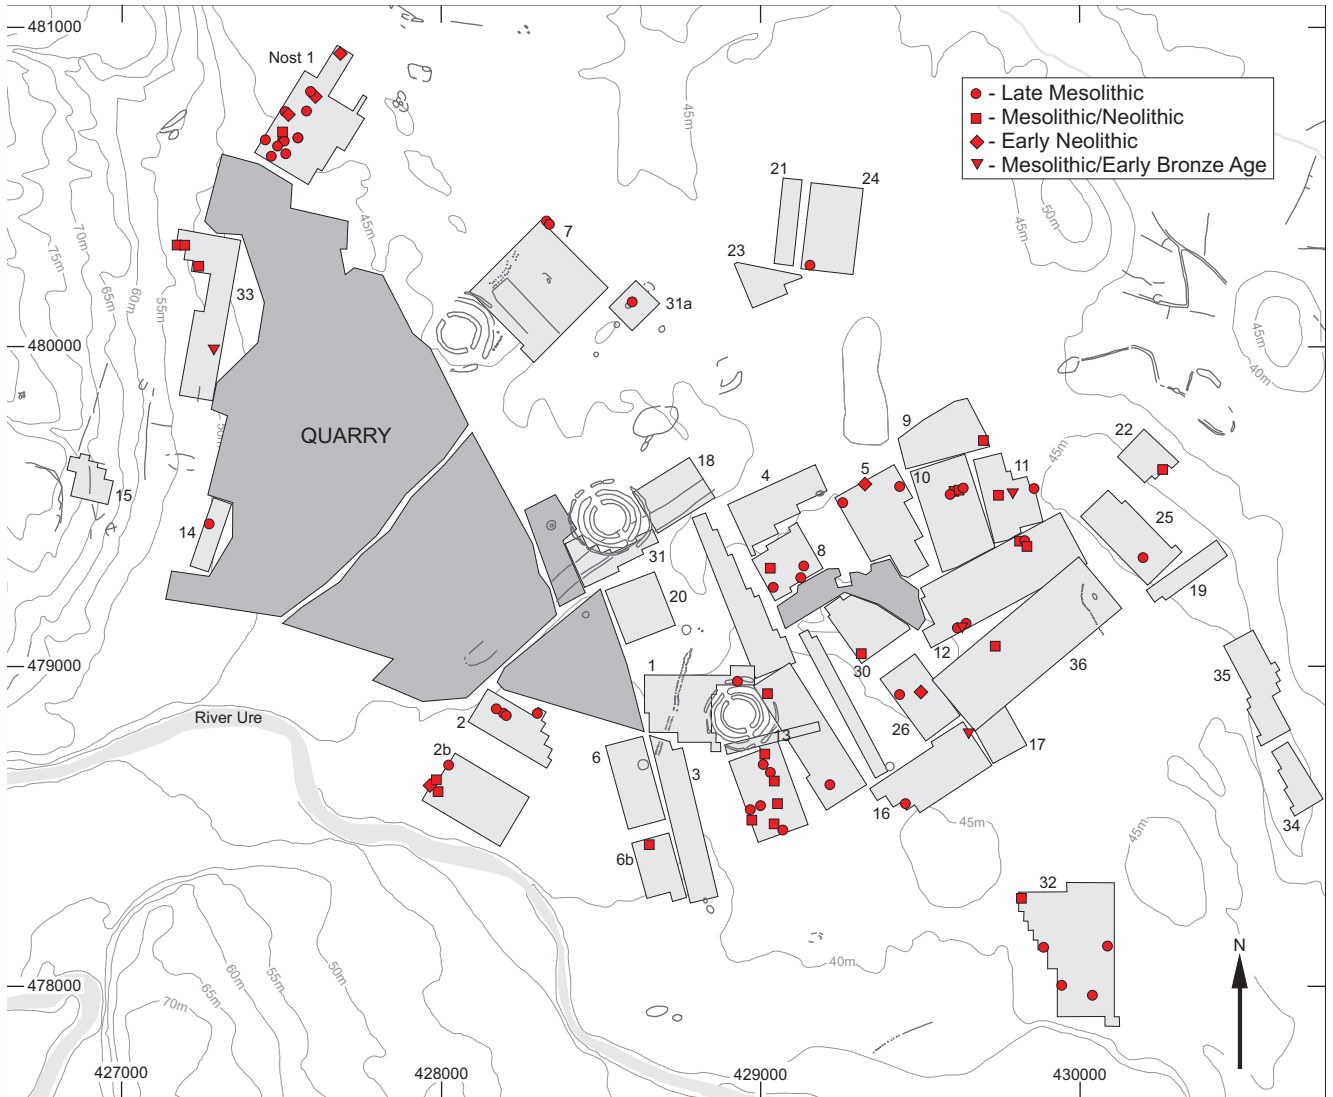 481000
Nost 1
45m
- Late Mesolithic
- Mesolithic/Neolithic
- Early Neolithic
- Mesolithic/Early Bronze Age
21
24
70m
75m
65m
60m
55m
45m
7
50m
45m
23
33
31a
480000
45m
40m
QUARRY
9
22
45m
50m
18
4
5
10
11
15
14
25
8
31
20
19
479000
1
30
12
36
35
River Ure
2
26
17
13
2b
6
3
16
45m
45m
34
6b
32
N
40m
478000
50m
55m
60m
65m
70m
427000
428000
429000
430000